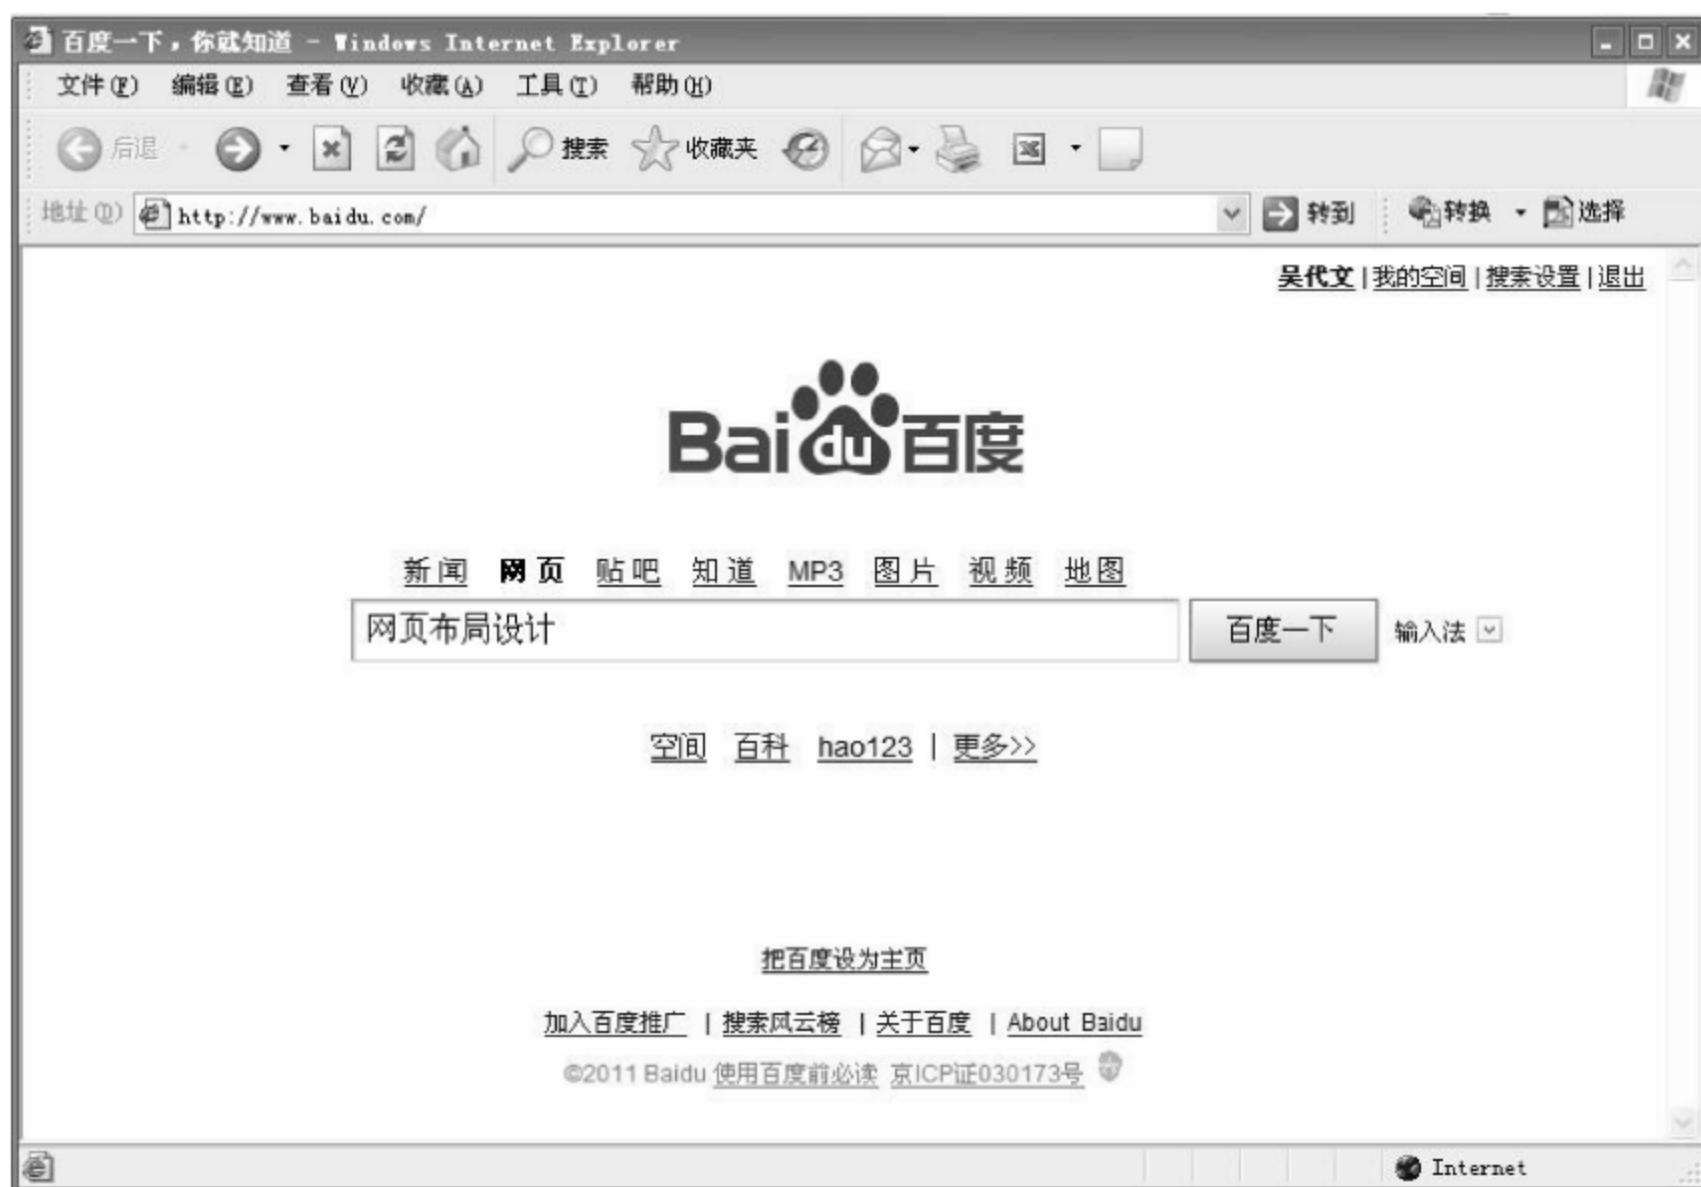 百度一下，你就知道 - Windows Internet Explorer
文件(F) 编辑(E) 查看(V) 收藏(A) 工具(T) 帮助(H)
后退 搜索 收藏夹
地址(D) http://www.baidu.com/ 转到 转换 选择
吴代文 | 我的空间 | 搜索设置 | 退出
Bai du 百度
新闻 网页 贴吧 知道 MP3 图片 视频 地图
网页布局设计 百度一下 输入法
空间 百科 hao123 | 更多>>
把百度设为主页
加入百度推广 | 搜索风云榜 | 关于百度 | About Baidu
©2011 Baidu 使用百度前必读 京ICP证030173号
Internet